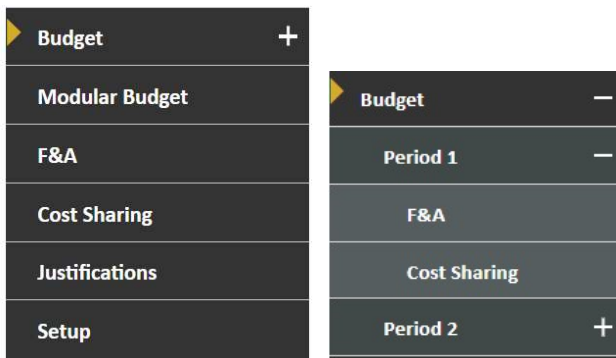 Budget +
Modular Budget
F&A
Cost Sharing
Justifications
Setup
Budget −
Period 1 −
F&A
Cost Sharing
Period 2 +